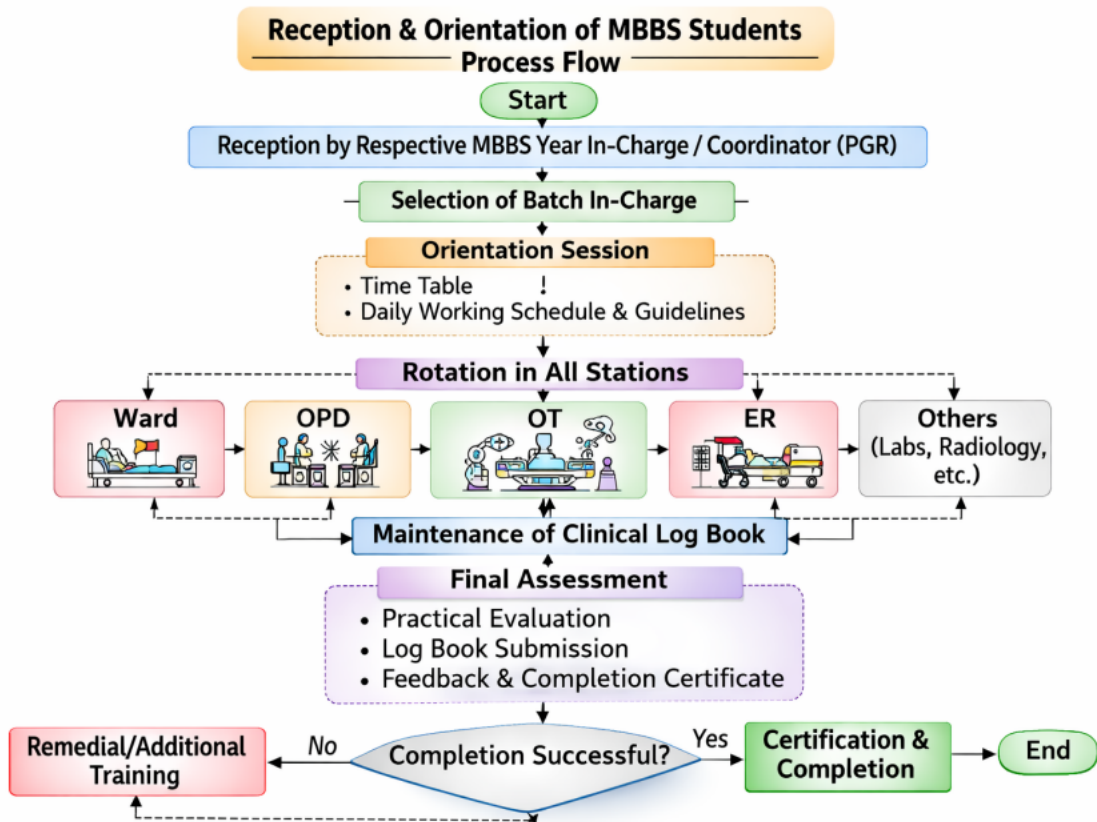 Reception & Orientation of MBBS Students
Process Flow
Start
Reception by Respective MBBS Year In-Charge / Coordinator (PGR)
Selection of Batch In-Charge
Orientation Session
• Time Table !
• Daily Working Schedule & Guidelines
Rotation in All Stations
Ward
OPD
OT
ER
Others
(Labs, Radiology,
etc.)
Maintenance of Clinical Log Book
Final Assessment
• Practical Evaluation
• Log Book Submission
• Feedback & Completion Certificate
Remedial/Additional
Training
No
Completion Successful?
Yes
Certification &
Completion
End